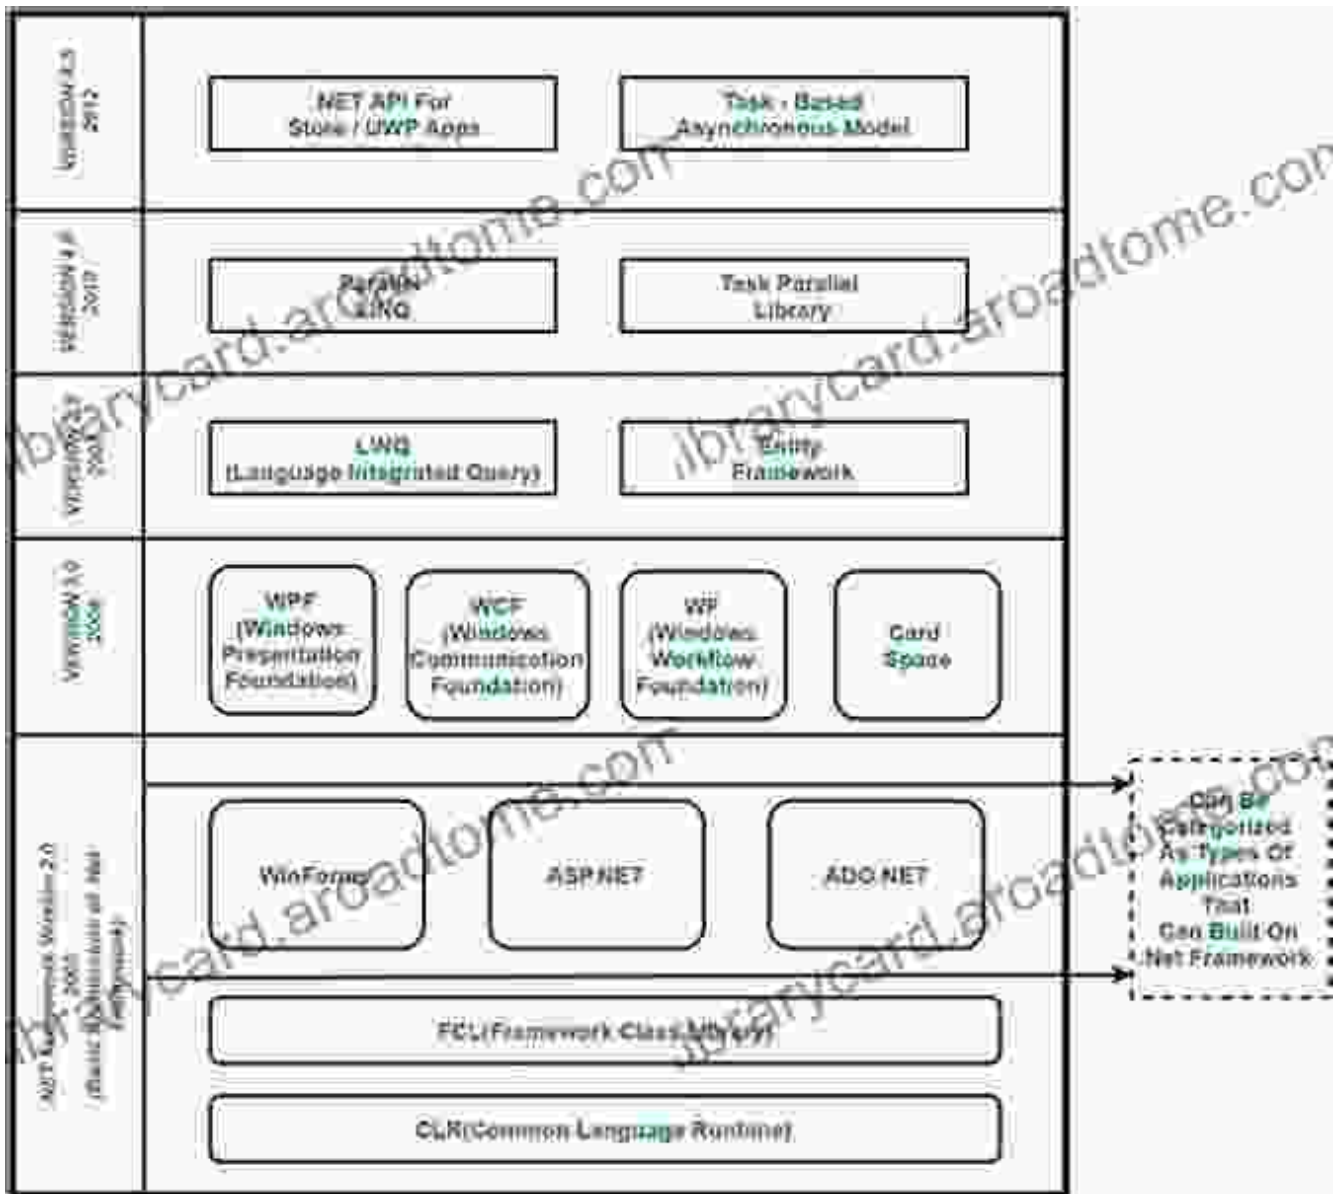 VERSION 4.5
2012
.NET API For
Store / UWP Apps
Task - Based
Asynchronous Model
VERSION 4.0
2010
Parallel
LINQ
Task Parallel
Library
VERSION
LINQ
(Language Integrated Query)
Entity
Framework
VERSION 3.0
2006
WPF
(Windows
Presentation
Foundation)
WCF
(Windows
Communication
Foundation)
WF
(Windows
Workflow
Foundation)
Card
Space
.NET Framework Version 2.0
2005
WinForms
ASP.NET
ADO.NET
Can Be
Categorized
As Types Of
Applications
That
Can Built On
.Net Framework
FCL(Framework Class Library)
CLR(Common Language Runtime)
librarycard.aroadtome.com
librarycard.aroadtome.com
librarycard.aroadtome.com
librarycard.aroadtome.com